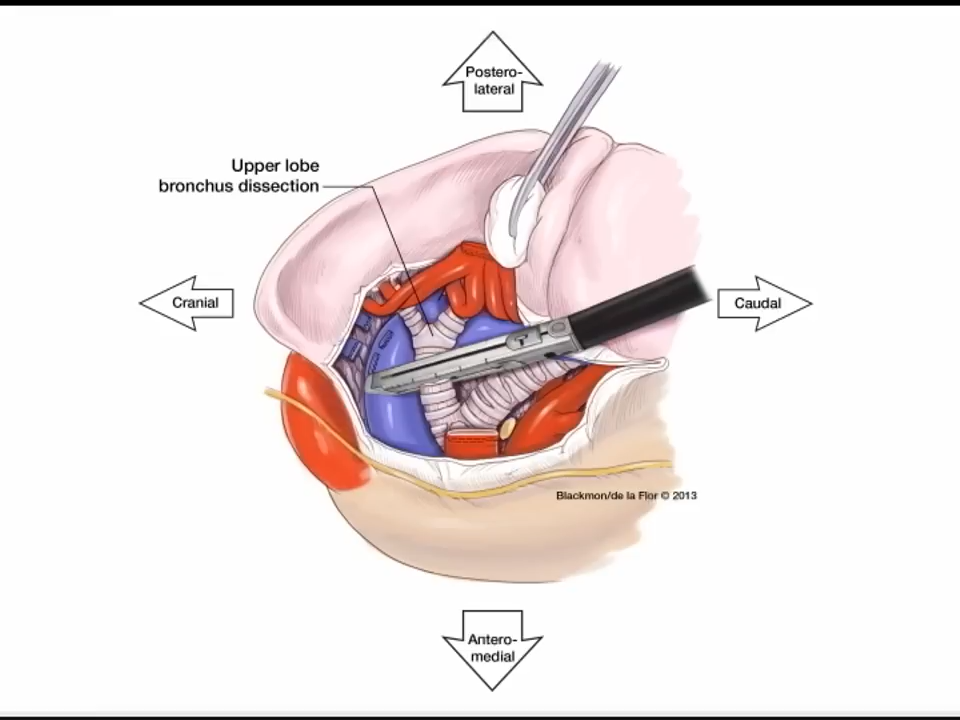 Postero-
lateral
Upper lobe
bronchus dissection
Cranial
Caudal
Blackmon/de la Flor © 2013
Antero-
medial